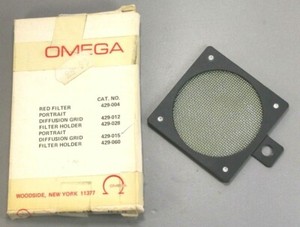 OMEGA
CAT. NO.
RED FILTER 429-004
PORTRAIT
DIFFUSION GRID 429-012
FILTER HOLDER 429-028
PORTRAIT
DIFFUSION GRID 429-015
FILTER HOLDER 429-060
WOODSIDE, NEW YORK 11377